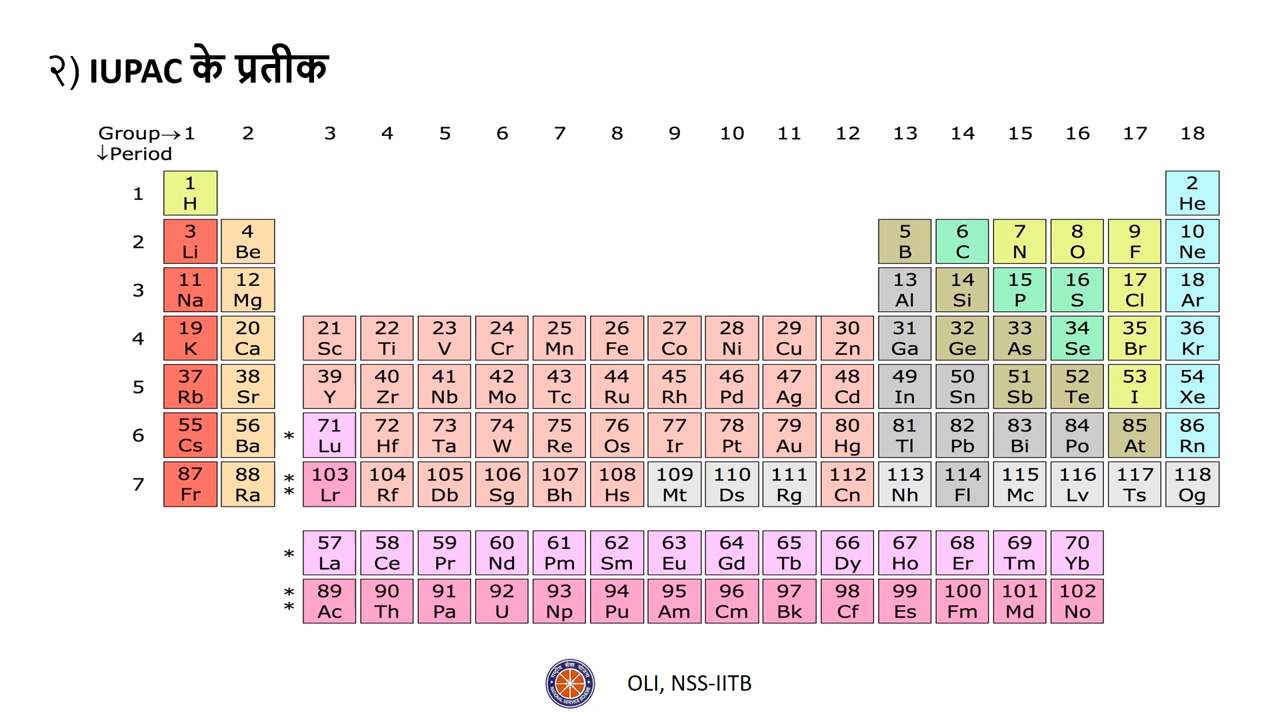 २) IUPAC के प्रतीक
Group→1 2 3 4 5 6 7 8 9 10 11 12 13 14 15 16 17 18
↓Period
1 1 2
H He
2 3 4 5 6 7 8 9 10
Li Be B C N O F Ne
3 11 12 13 14 15 16 17 18
Na Mg Al Si P S Cl Ar
4 19 20 21 22 23 24 25 26 27 28 29 30 31 32 33 34 35 36
K Ca Sc Ti V Cr Mn Fe Co Ni Cu Zn Ga Ge As Se Br Kr
5 37 38 39 40 41 42 43 44 45 46 47 48 49 50 51 52 53 54
Rb Sr Y Zr Nb Mo Tc Ru Rh Pd Ag Cd In Sn Sb Te I Xe
6 55 56 * 71 72 73 74 75 76 77 78 79 80 81 82 83 84 85 86
Cs Ba Lu Hf Ta W Re Os Ir Pt Au Hg Tl Pb Bi Po At Rn
7 87 88 * 103 104 105 106 107 108 109 110 111 112 113 114 115 116 117 118
Fr Ra * Lr Rf Db Sg Bh Hs Mt Ds Rg Cn Nh Fl Mc Lv Ts Og
* 57 58 59 60 61 62 63 64 65 66 67 68 69 70
La Ce Pr Nd Pm Sm Eu Gd Tb Dy Ho Er Tm Yb
* 89 90 91 92 93 94 95 96 97 98 99 100 101 102
* Ac Th Pa U Np Pu Am Cm Bk Cf Es Fm Md No
OLI, NSS-IITB